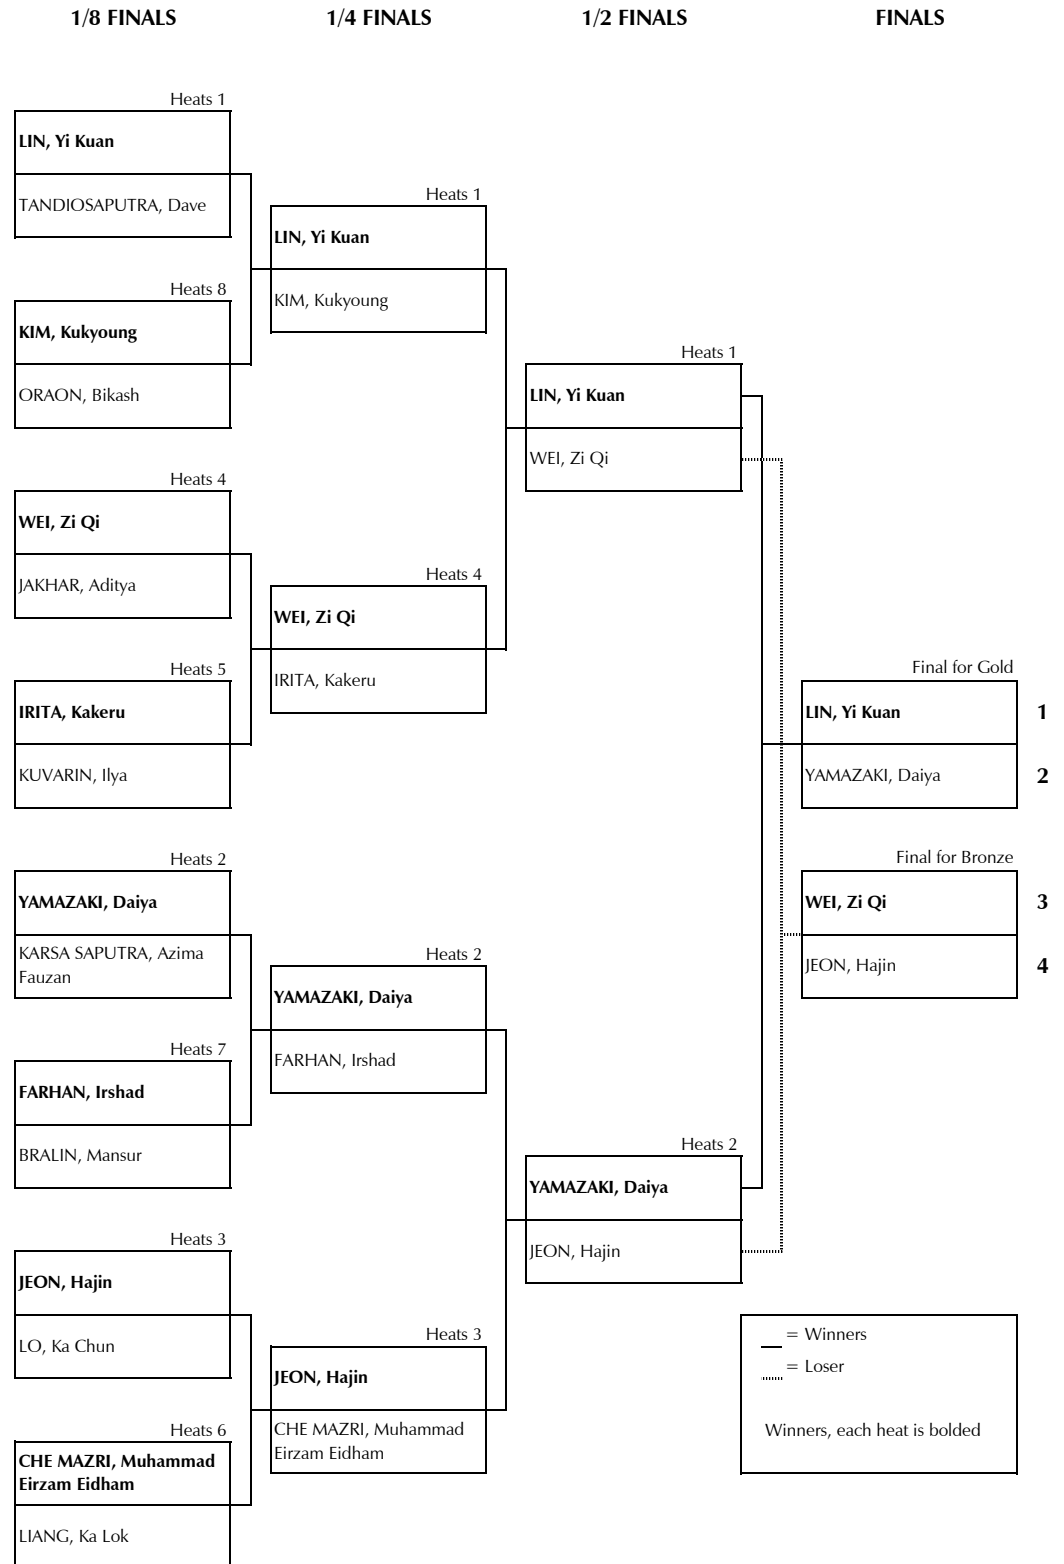 1/8 FINALS
1/4 FINALS
1/2 FINALS
FINALS
Heats 1
LIN, Yi Kuan
TANDIOSAPUTRA, Dave
Heats 8
KIM, Kukyoung
ORAON, Bikash
Heats 4
WEI, Zi Qi
JAKHAR, Aditya
Heats 5
IRITA, Kakeru
KUVARIN, Ilya
Heats 2
YAMAZAKI, Daiya
KARSA SAPUTRA, Azima
Fauzan
Heats 7
FARHAN, Irshad
BRALIN, Mansur
Heats 3
JEON, Hajin
LO, Ka Chun
Heats 6
CHE MAZRI, Muhammad
Eirzam Eidham
LIANG, Ka Lok
Heats 1
LIN, Yi Kuan
KIM, Kukyoung
Heats 4
WEI, Zi Qi
IRITA, Kakeru
Heats 2
YAMAZAKI, Daiya
FARHAN, Irshad
Heats 3
JEON, Hajin
CHE MAZRI, Muhammad
Eirzam Eidham
Heats 1
LIN, Yi Kuan
WEI, Zi Qi
Heats 2
YAMAZAKI, Daiya
JEON, Hajin
Final for Gold
LIN, Yi Kuan 1
YAMAZAKI, Daiya 2
Final for Bronze
WEI, Zi Qi 3
JEON, Hajin 4
= Winners
= Loser
Winners, each heat is bolded